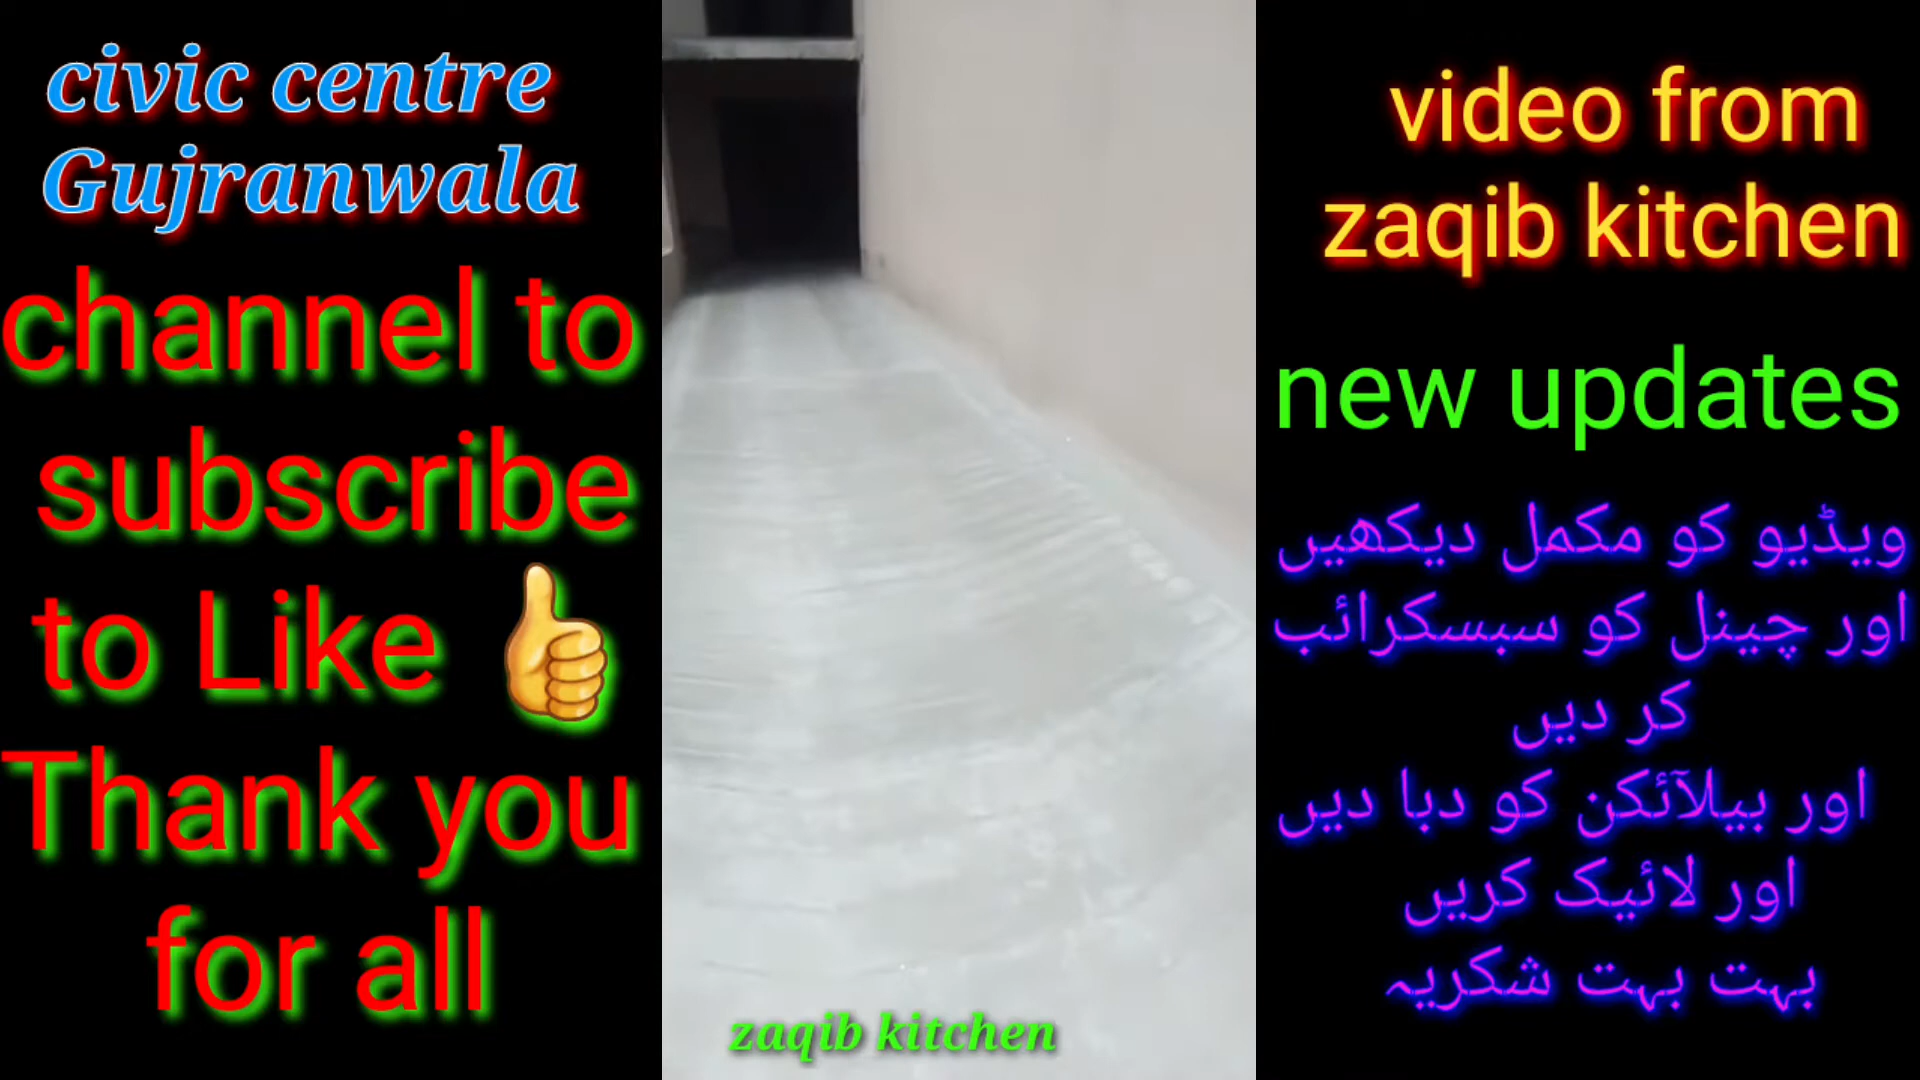 civic centre
Gujranwala
channel to
subscribe
to Like 👍
Thank you
for all
zaqib kitchen
video from
zaqib kitchen
new updates
ویڈیو کو مکمل دیکھیں
اور چینل کو سبسکرائب
کر دیں
اور بیلآئکن کو دبا دیں
اور لائیک کریں
بہت بہت شکریہ